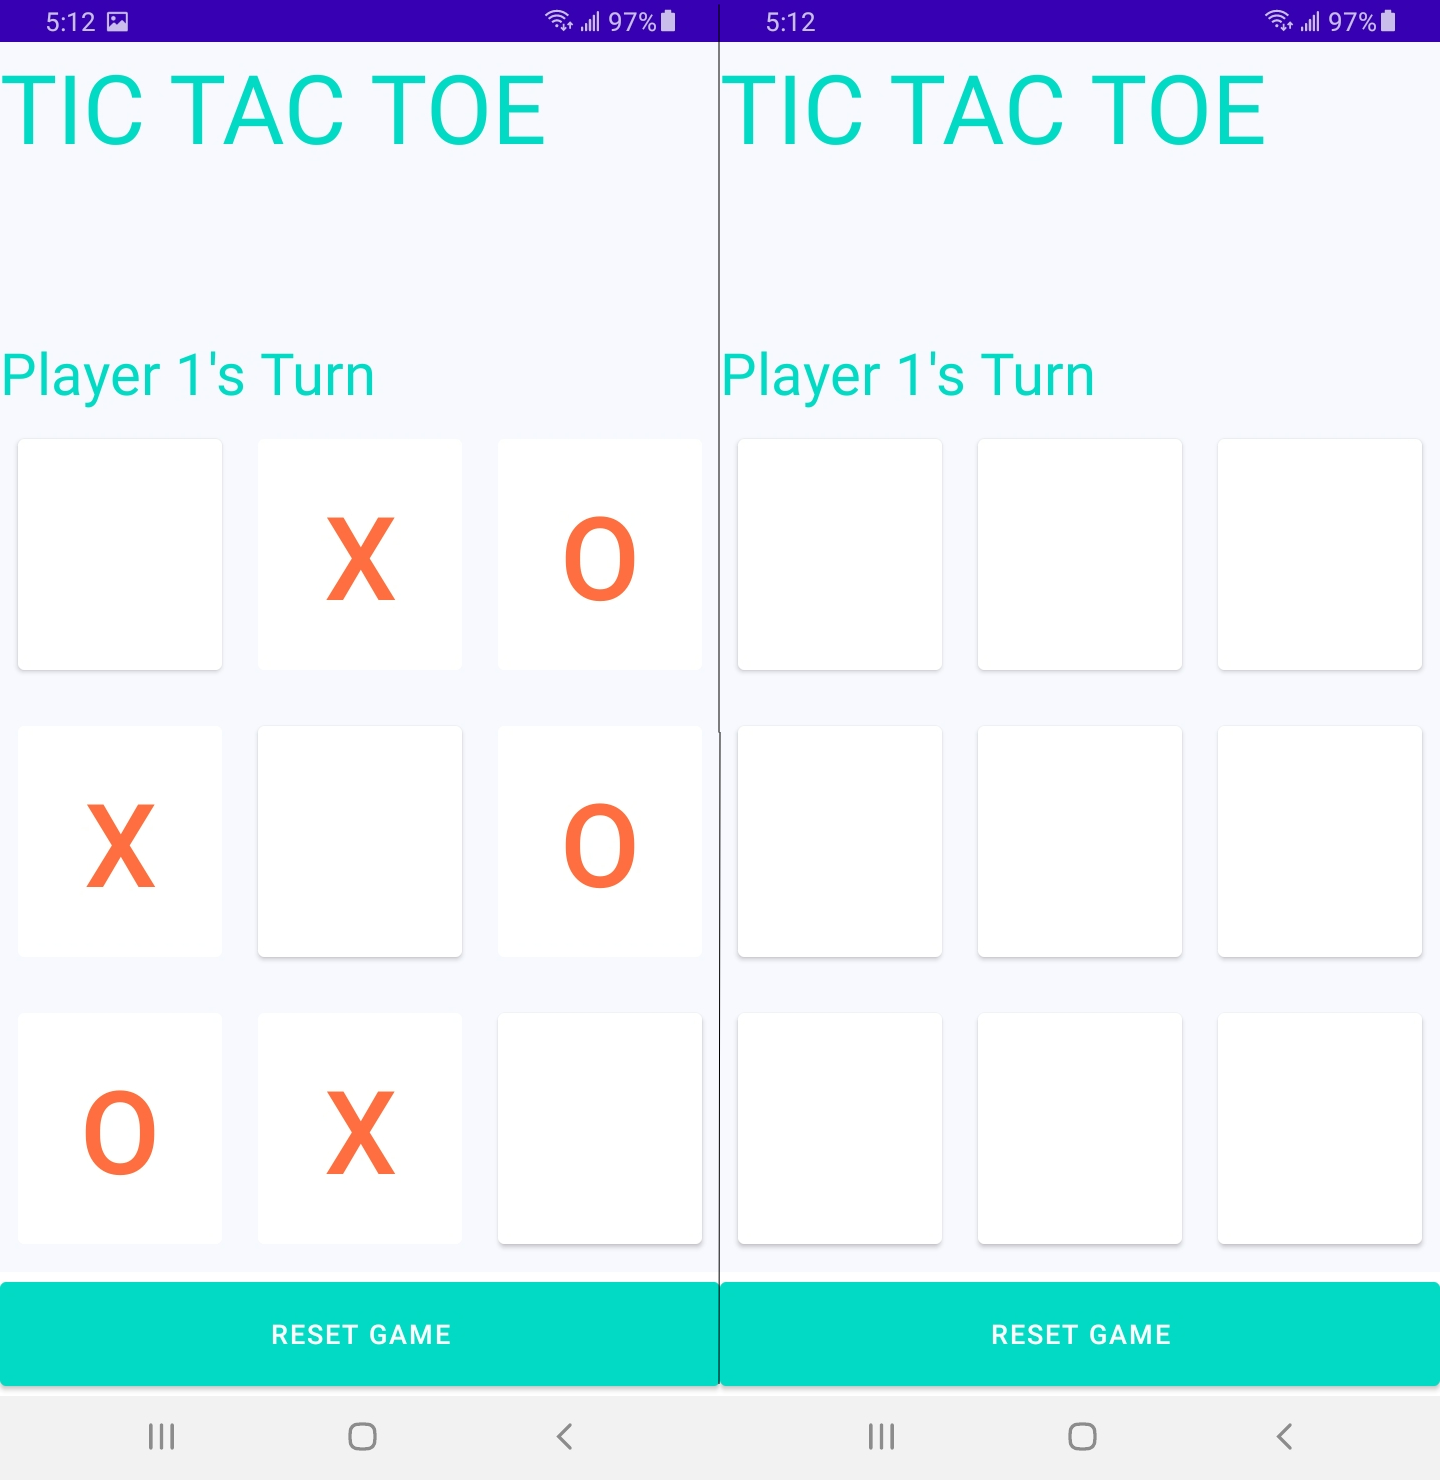 5:12 97%
TIC TAC TOE
Player 1's Turn
X O
X O
O X
RESET GAME
5:12 97%
TIC TAC TOE
Player 1's Turn
RESET GAME